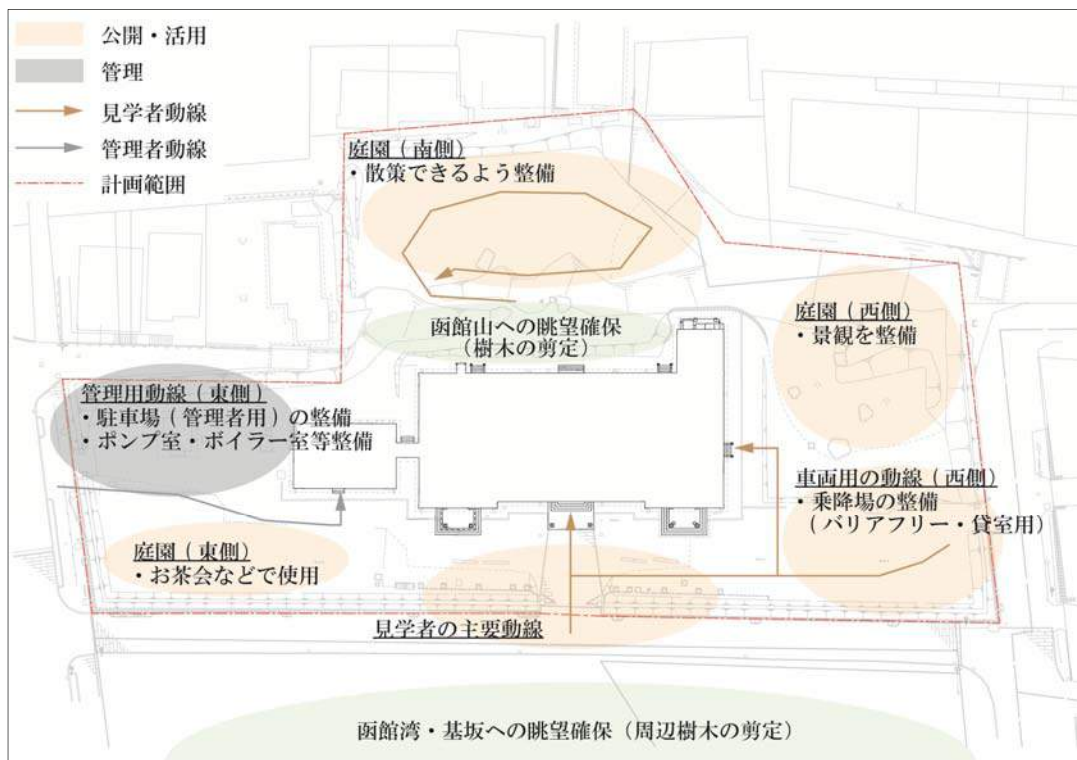 公開・活用
管理
見学者動線
管理者動線
計画範囲
庭園（南側）
・散策できるよう整備
函館山への眺望確保
（樹木の剪定）
庭園（西側）
・景観を整備
管理用動線（東側）
・駐車場（管理者用）の整備
・ポンプ室・ボイラー室等整備
車両用の動線（西側）
・乗降場の整備
（バリアフリー・貸室用）
庭園（東側）
・お茶会などで使用
見学者の主要動線
函館湾・基坂への眺望確保（周辺樹木の剪定）